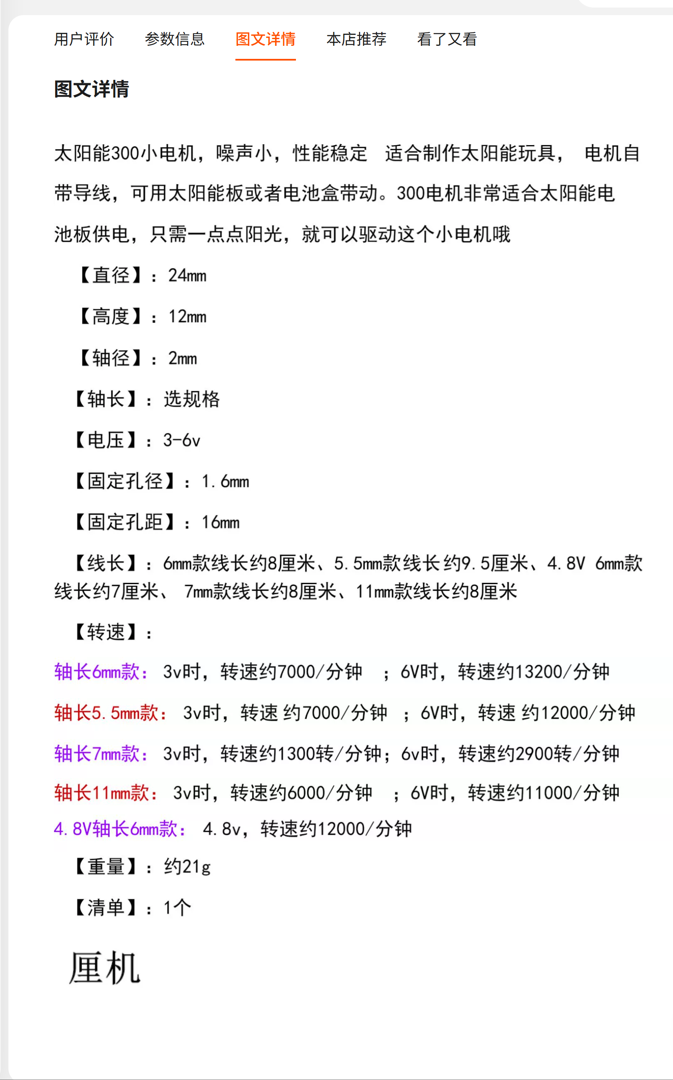 用户评价 参数信息 图文详情 本店推荐 看了又看
图文详情
太阳能300小电机，噪声小，性能稳定 适合制作太阳能玩具， 电机自
带导线，可用太阳能板或者电池盒带动。300电机非常适合太阳能电
池板供电，只需一点点阳光，就可以驱动这个小电机哦
【直径】：24mm
【高度】：12mm
【轴径】：2mm
【轴长】：选规格
【电压】：3-6v
【固定孔径】：1.6mm
【固定孔距】：16mm
【线长】：6mm款线长约8厘米、5.5mm款线长约9.5厘米、4.8V 6mm款
线长约7厘米、 7mm款线长约8厘米、11mm款线长约8厘米
【转速】：
轴长6mm款： 3v时，转速约7000/分钟 ；6V时，转速约13200/分钟
轴长5.5mm款： 3v时，转速 约7000/分钟 ；6V时，转速 约12000/分钟
轴长7mm款： 3v时，转速约1300转/分钟；6v时，转速约2900转/分钟
轴长11mm款： 3v时，转速约6000/分钟 ；6V时，转速约11000/分钟
4.8V轴长6mm款： 4.8v，转速约12000/分钟
【重量】：约21g
【清单】：1个
厘机